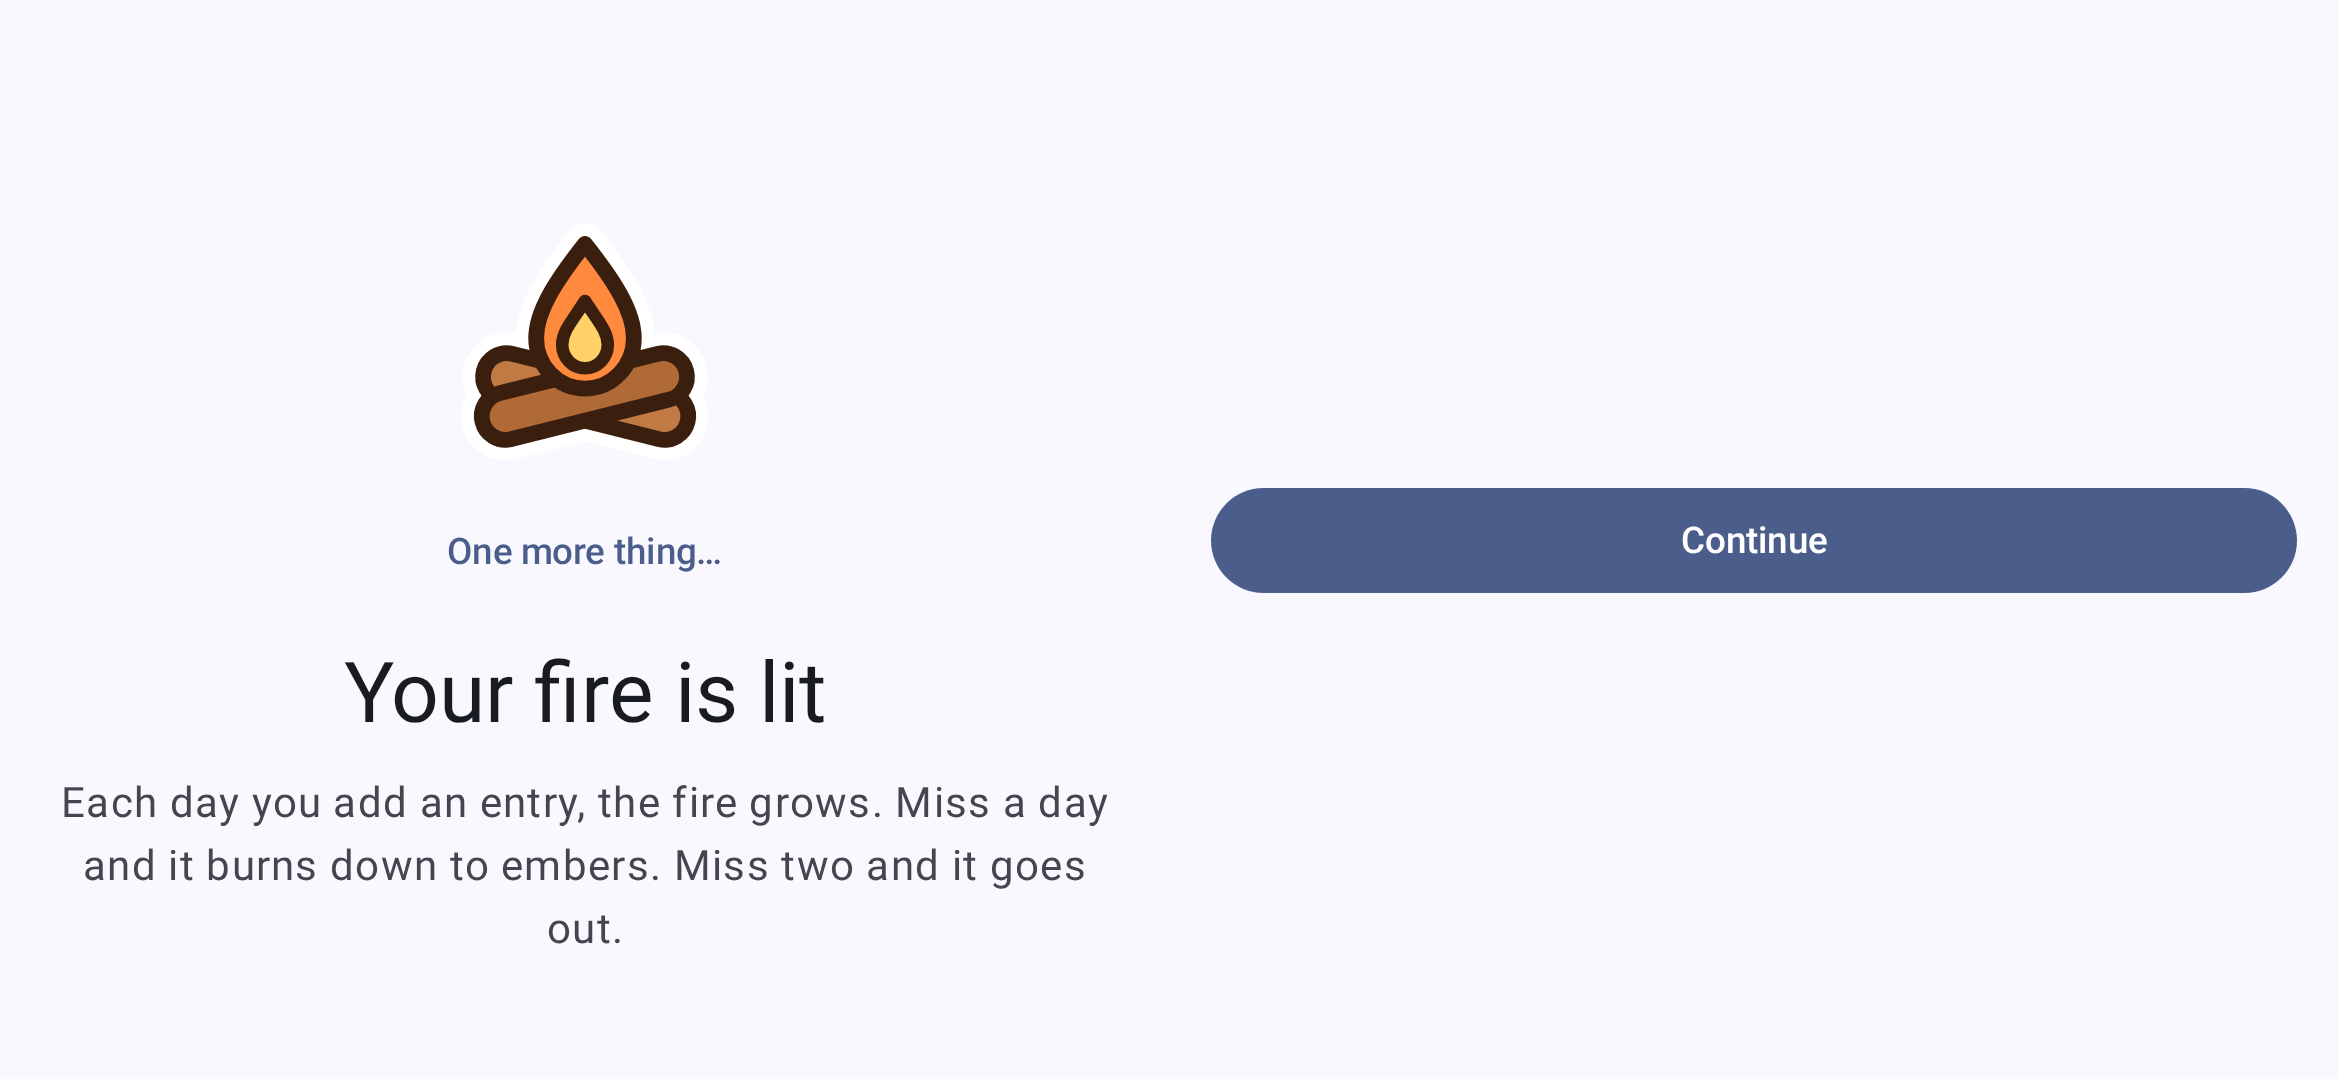 One more thing...
Your fire is lit
Each day you add an entry, the fire grows. Miss a day
and it burns down to embers. Miss two and it goes
out.
Continue